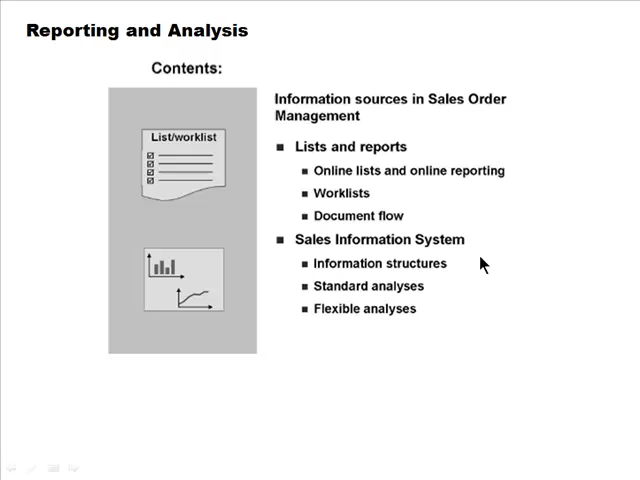 Reporting and Analysis
Contents:
List/worklist
Information sources in Sales Order
Management
Lists and reports
Online lists and online reporting
Worklists
Document flow
Sales Information System
Information structures
Standard analyses
Flexible analyses